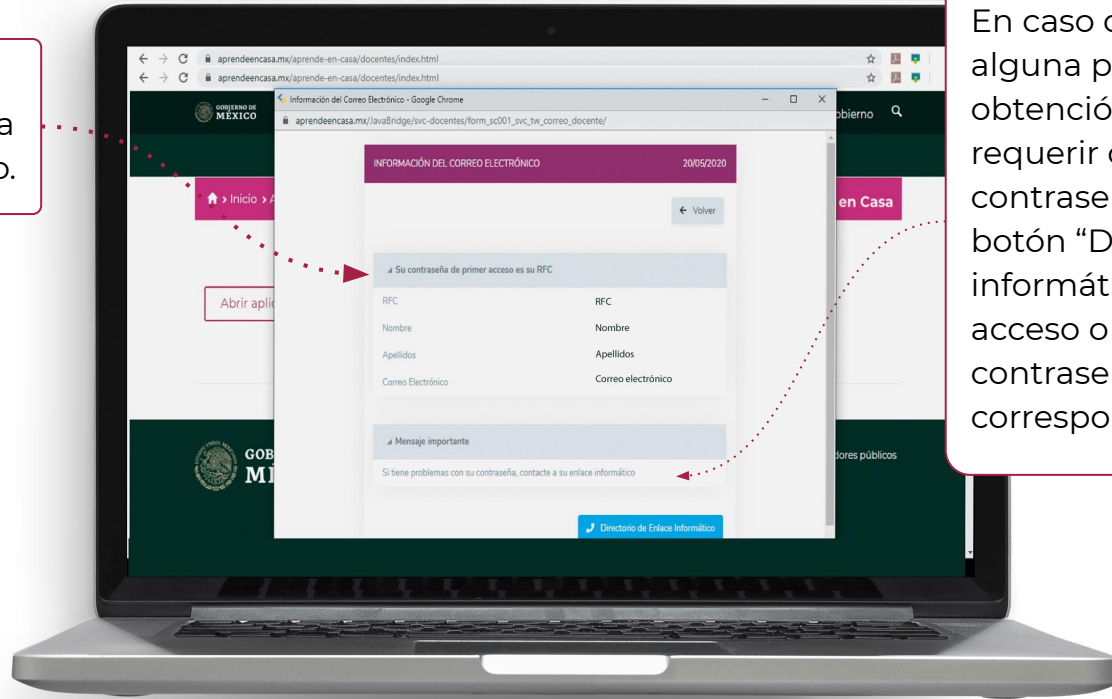 a
o.
aprendeencasa.mx/aprende-en-casa/docentes/index.html
aprendeencasa.mx/aprende-en-casa/docentes/index.html
GOBIERNO DE
MÉXICO
obierno
Información del Correo Electrónico - Google Chrome
aprendeencasa.mx/JavaBridge/svc-docentes/form_sc001_svc_tw_correo_docente/
INFORMACIÓN DEL CORREO ELECTRÓNICO 20/05/2020
> Inicio > A
en Casa
← Volver
Su contraseña de primer acceso es su RFC
Abrir aplic
RFC RFC
Nombre Nombre
Apellidos Apellidos
Correo Electrónico Correo electrónico
Mensaje importante
Si tiene problemas con su contraseña, contacte a su enlace informático
Directorio de Enlace Informático
GOB
MÉ
dores públicos
En caso
alguna p
obtenció
requerir
contrase
botón “D
informát
acceso o
contrase
correspo